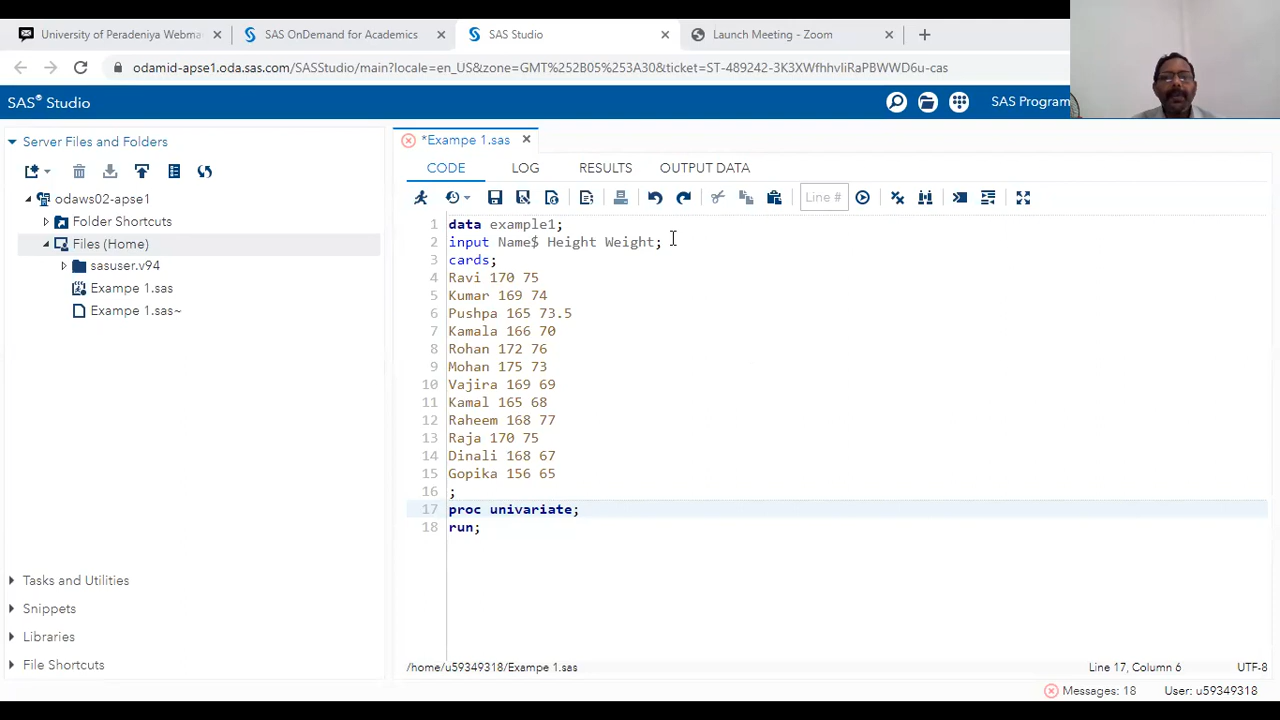 University of Peradeniya Webma
SAS OnDemand for Academics
SAS Studio
Launch Meeting - Zoom
odamid-apse1.oda.sas.com/SASStudio/main?locale=en_US&zone=GMT%252B05%253A30&ticket=ST-489242-3K3XWfhhvIiRaPBWWD6u-cas
SAS® Studio
SAS Program
Server Files and Folders
odaws02-apse1
Folder Shortcuts
Files (Home)
sasuser.v94
Exampe 1.sas
Exampe 1.sas~
Tasks and Utilities
Snippets
Libraries
File Shortcuts
*Exampe 1.sas
CODE LOG RESULTS OUTPUT DATA
Line #
1 data example1;
2 input Name$ Height Weight;
3 cards;
4 Ravi 170 75
5 Kumar 169 74
6 Pushpa 165 73.5
7 Kamala 166 70
8 Rohan 172 76
9 Mohan 175 73
10 Vajira 169 69
11 Kamal 165 68
12 Raheem 168 77
13 Raja 170 75
14 Dinali 168 67
15 Gopika 156 65
16 ;
17 proc univariate;
18 run;
/home/u59349318/Exampe 1.sas
Line 17, Column 6
UTF-8
Messages: 18
User: u59349318